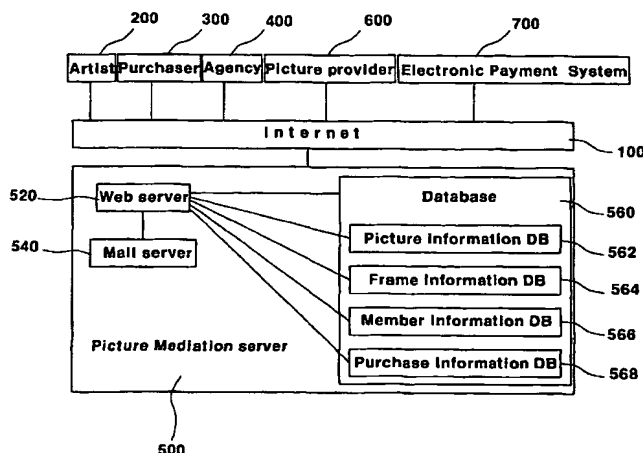 200
300
400
600
700
Artist
Purchaser
Agency
Picture provider
Electronic Payment System
Internet
100
520
Web server
Database
560
Picture Information DB
562
540
Mail server
Frame Information DB
564
Member Information DB
566
Picture Mediation server
Purchase Information DB
568
500